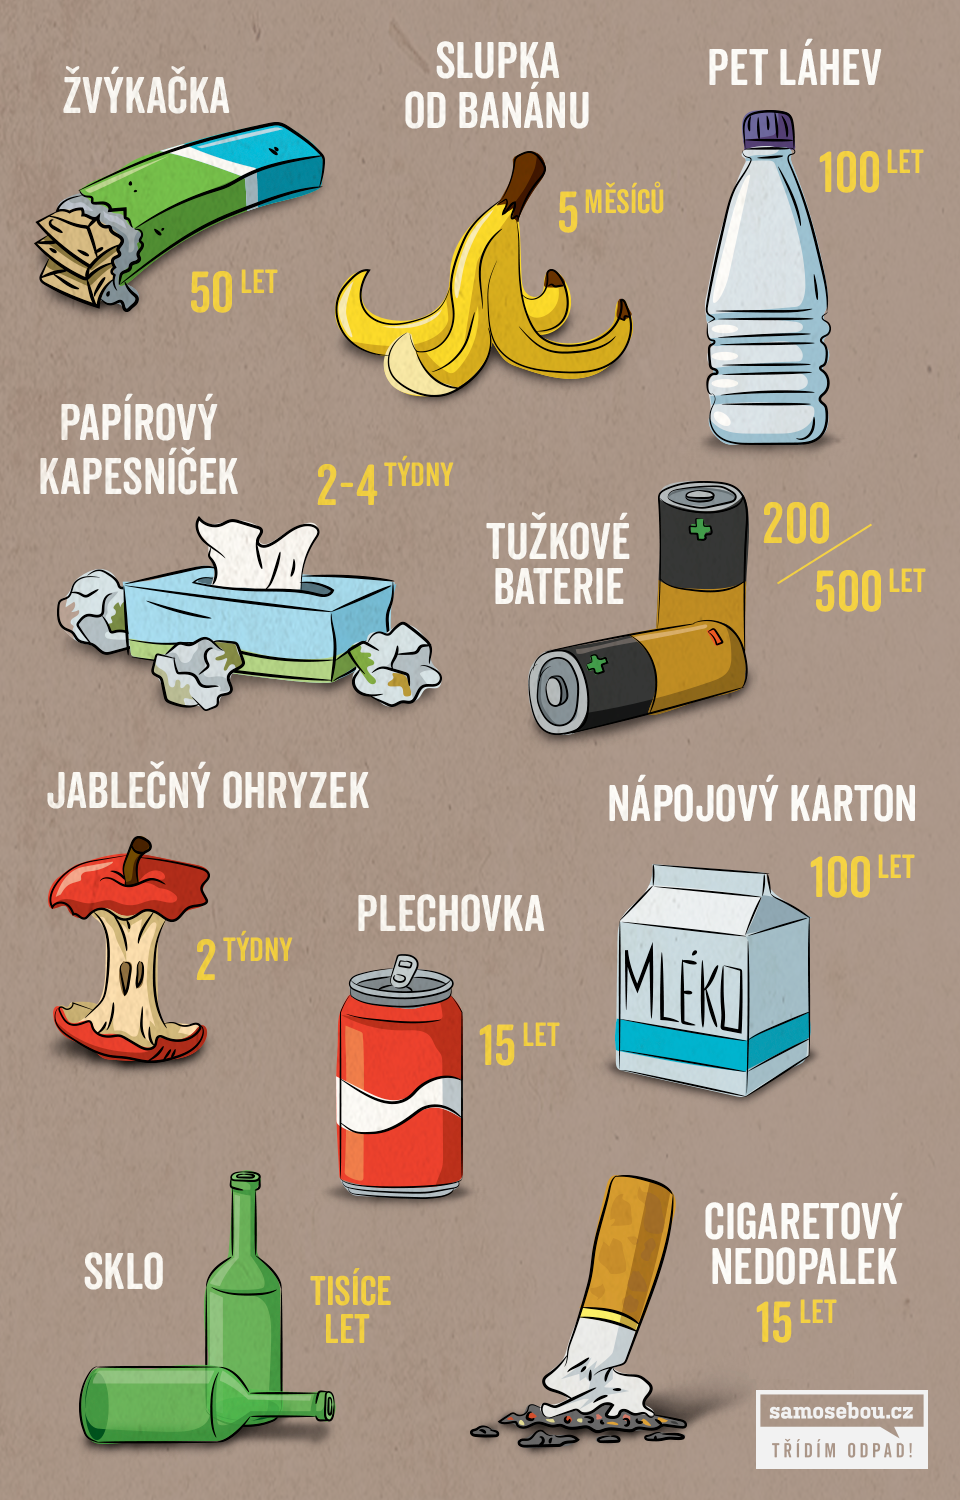 ŽVÝKAČKA
50 LET
SLUPKA
OD BANÁNU
5 MĚSÍCŮ
PET LÁHEV
100 LET
PAPÍROVÝ
KAPESNÍČEK
2-4 TÝDNY
TUŽKOVÉ
BATERIE
200
500 LET
JABLEČNÝ OHRYZEK
2 TÝDNY
PLECHOVKA
15 LET
NÁPOJOVÝ KARTON
100 LET
MLÉKO
SKLO
TISÍCE
LET
CIGARETOVÝ
NEDOPALEK
15 LET
samosebou.cz
TŘÍDÍM ODPAD!